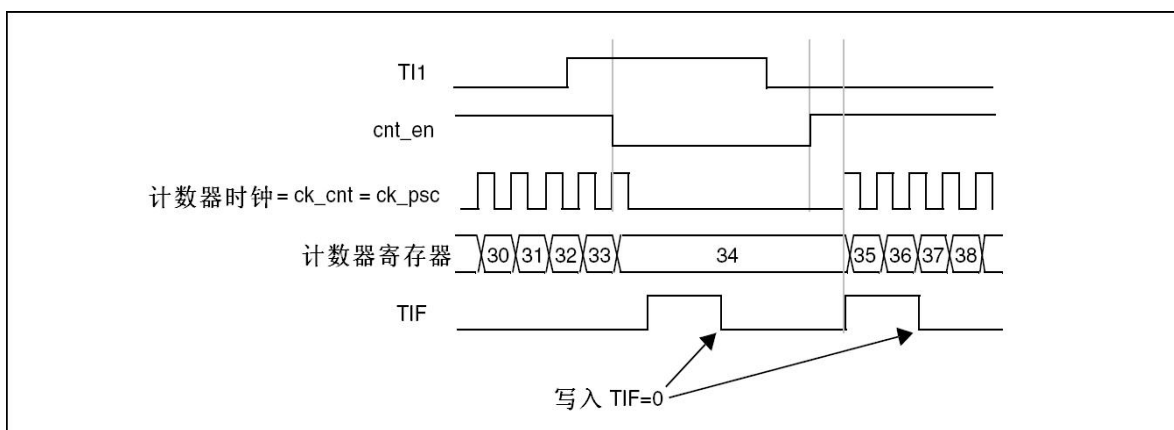 TI1
cnt_en
计数器时钟= ck_cnt = ck_psc
计数器寄存器 30 31 32 33 34 35 36 37 38
TIF
写入 TIF=0